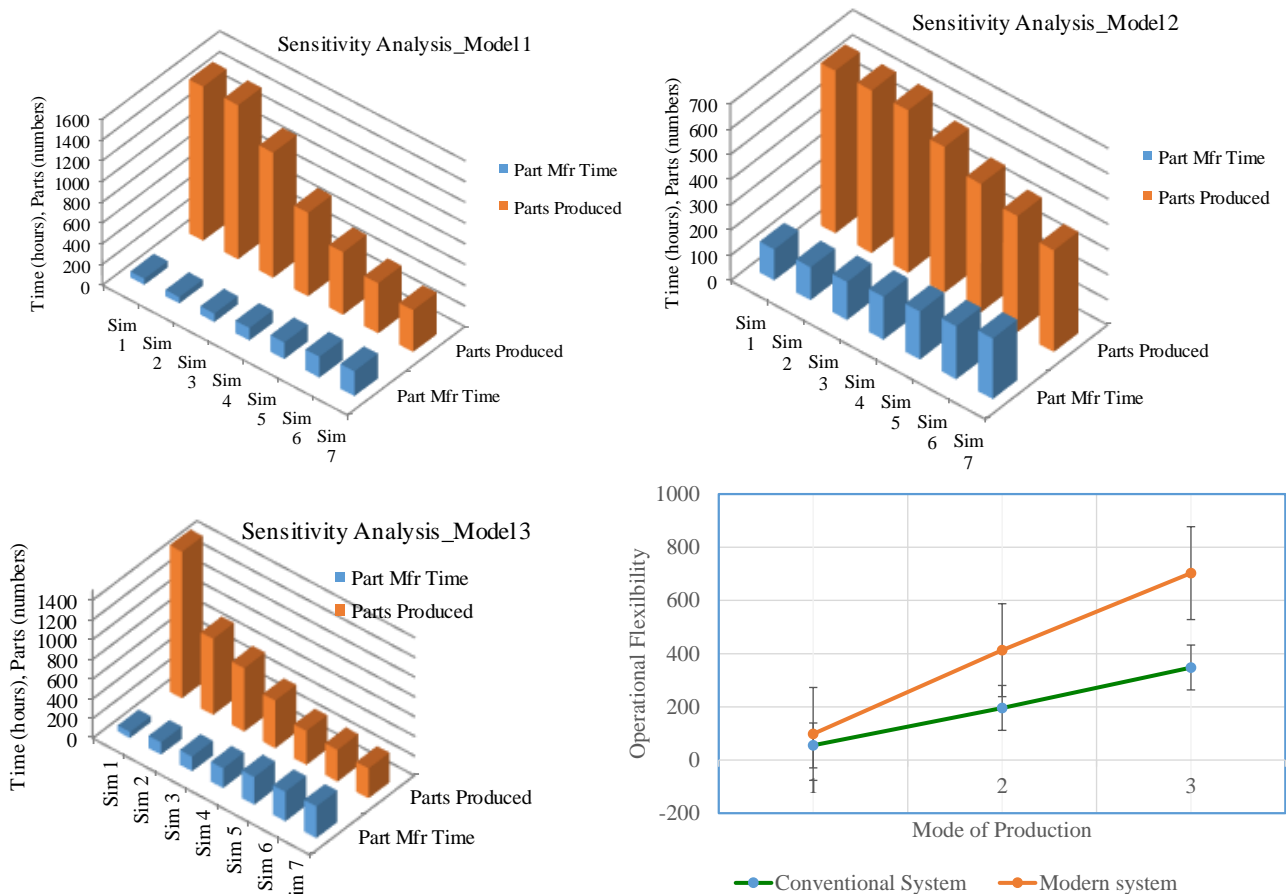 Sensitivity Analysis_Model1
Time (hours), Parts (numbers)
1600
1400
1200
1000
800
600
400
200
0
Sim 1
Sim 2
Sim 3
Sim 4
Sim 5
Sim 6
Sim 7
Part Mfr Time
Parts Produced
Parts Produced
Part Mfr Time
Sensitivity Analysis_Model2
Time (hours), Parts (numbers)
700
600
500
400
300
200
100
0
Sim 1
Sim 2
Sim 3
Sim 4
Sim 5
Sim 6
Sim 7
Part Mfr Time
Parts Produced
Parts Produced
Part Mfr Time
Sensitivity Analysis_Model3
Time (hours), Parts (numbers)
1400
1200
1000
800
600
400
200
0
Sim 1
Sim 2
Sim 3
Sim 4
Sim 5
Sim 6
Sim 7
Part Mfr Time
Parts Produced
Parts Produced
Part Mfr Time
Operational Flexilbility
1000
800
600
400
200
0
-200
1
2
3
Mode of Production
Conventional System
Modern system